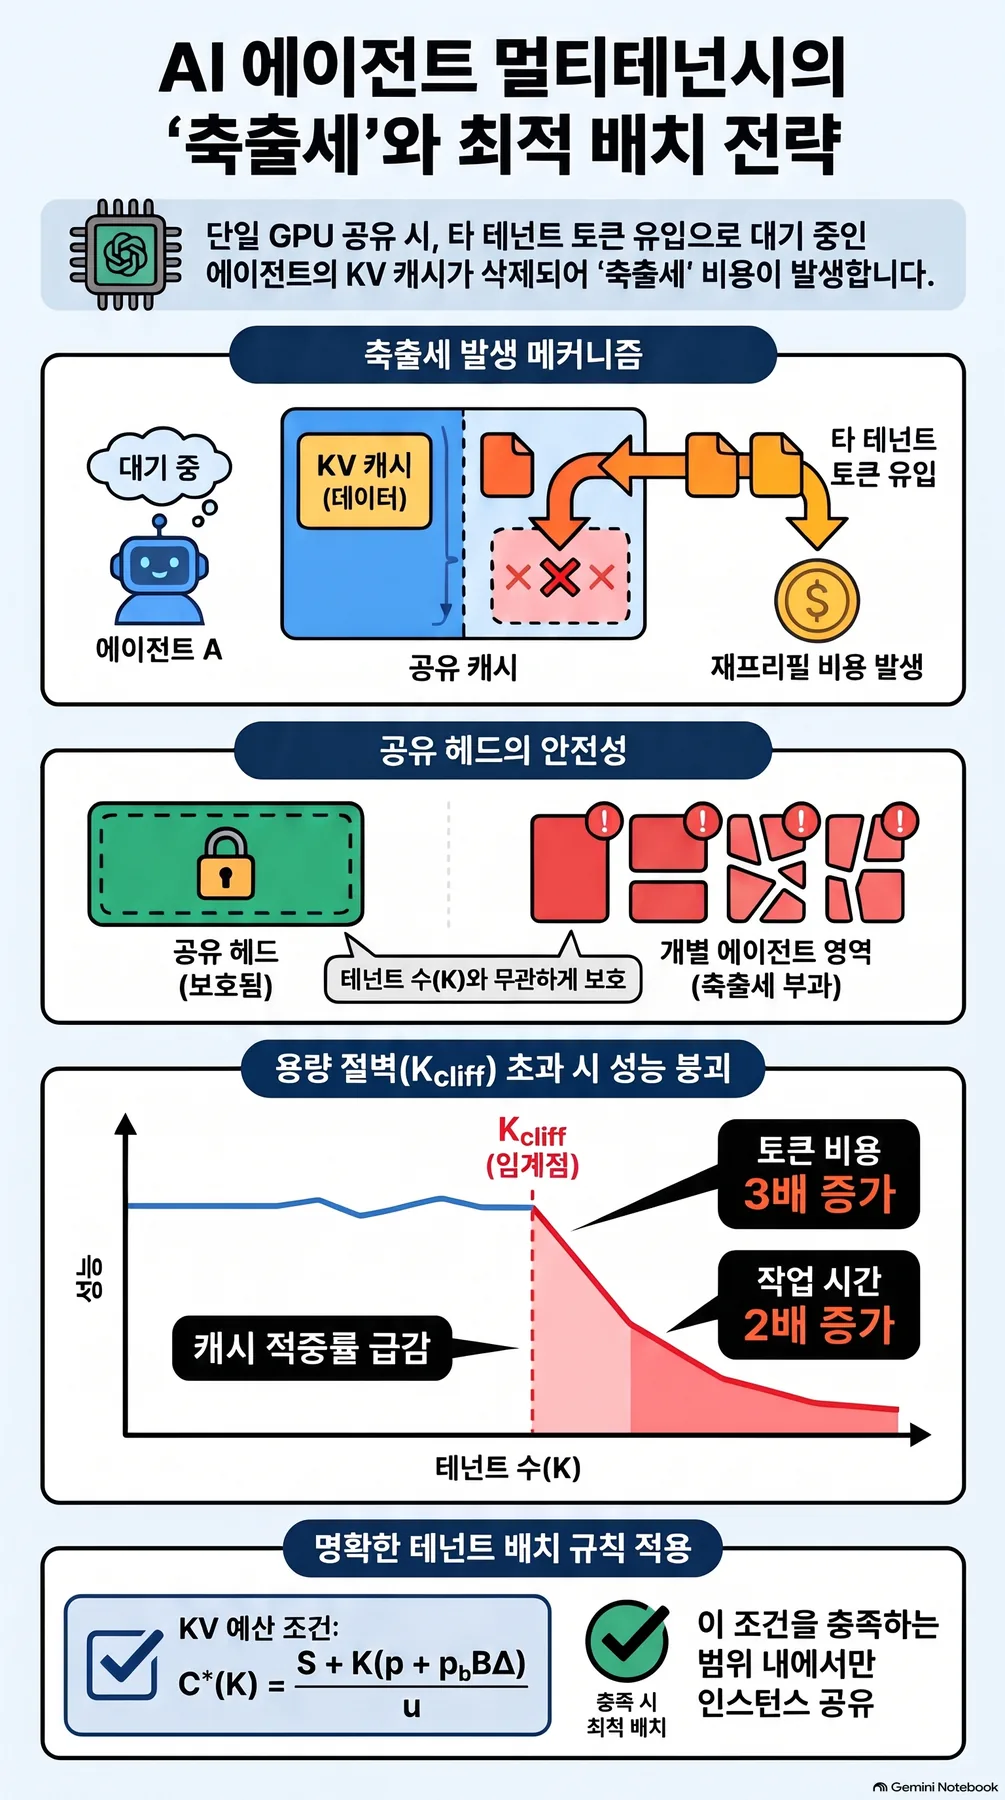 AI 에이전트 멀티테넌시의
‘축출세’와 최적 배치 전략
단일 GPU 공유 시, 타 테넌트 토큰 유입으로 대기 중인
에이전트의 KV 캐시가 삭제되어 ‘축출세’ 비용이 발생합니다.
축출세 발생 메커니즘
대기 중
에이전트 A
KV 캐시
(데이터)
공유 캐시
타 테넌트
토큰 유입
$
재프리필 비용 발생
공유 헤드의 안전성
공유 헤드
(보호됨)
테넌트 수(K)와 무관하게 보호
! ! ! !
개별 에이전트 영역
(축출세 부과)
용량 절벽(Kcliff) 초과 시 성능 붕괴
Kcliff
(임계점)
토큰 비용
3배 증가
작업 시간
2배 증가
캐시 적중률 급감
성능
테넌트 수(K)
명확한 테넌트 배치 규칙 적용
KV 예산 조건:
C*(K) = S + K(p + pbBΔ) / u
충족 시
최척 배치
이 조건을 충족하는
범위 내에서만
인스턴스 공유
Gemini Notebook